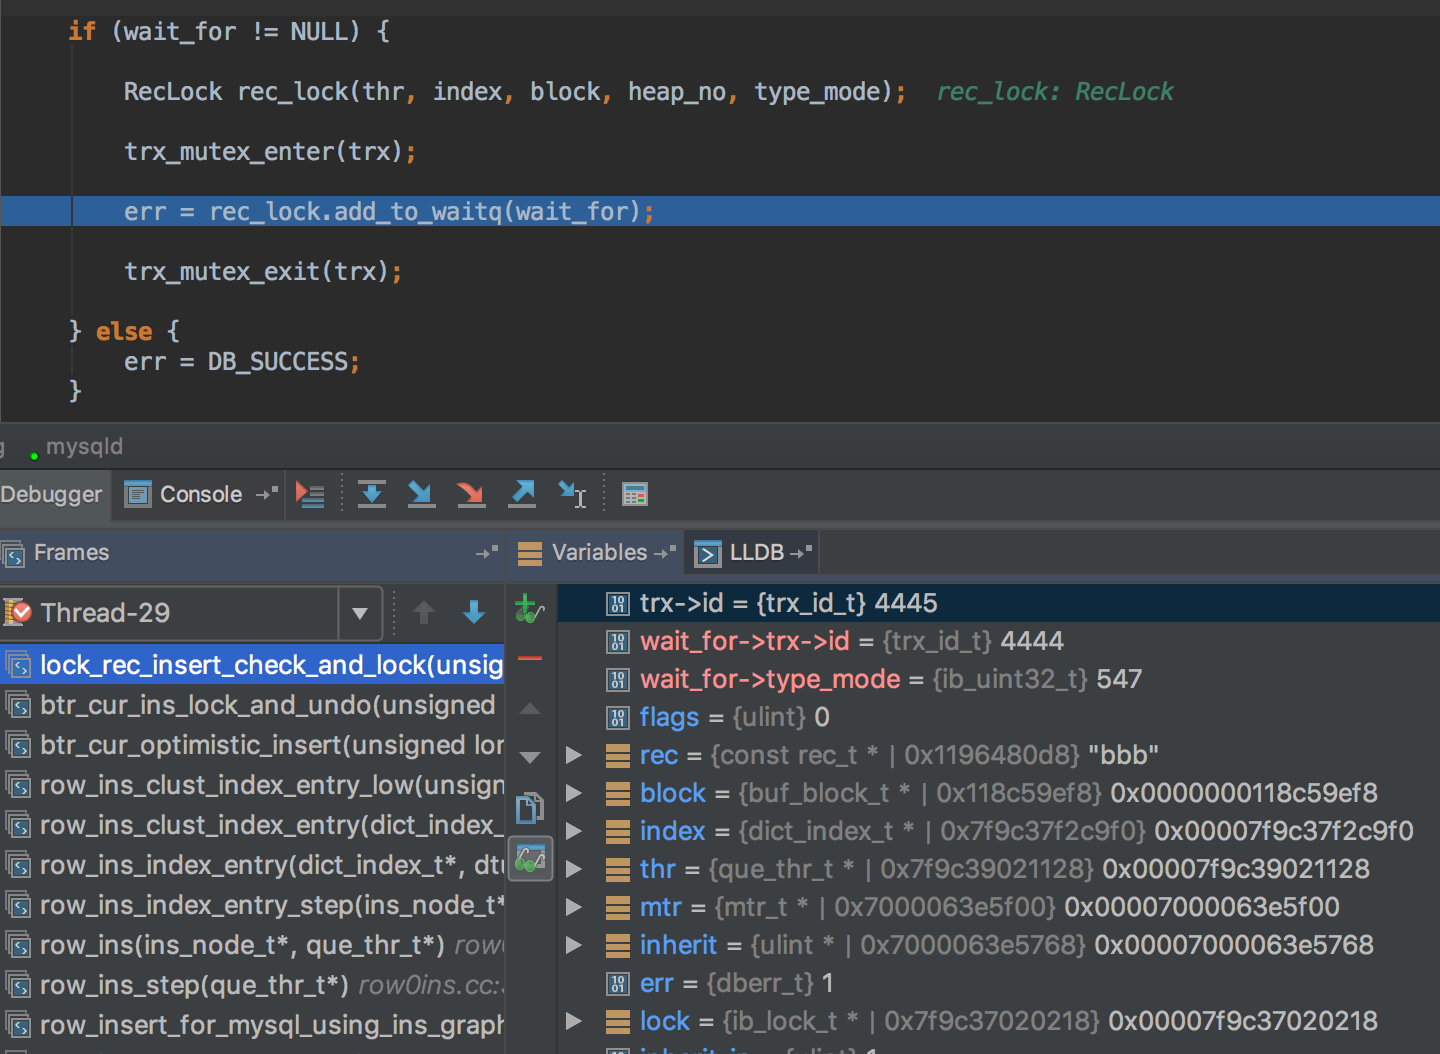 if (wait_for != NULL) {
RecLock rec_lock(thr, index, block, heap_no, type_mode);  rec_lock: RecLock
trx_mutex_enter(trx);
err = rec_lock.add_to_waitq(wait_for);
trx_mutex_exit(trx);
} else {
err = DB_SUCCESS;
}
mysqld
Debugger
Console
Frames
Variables
LLDB
Thread-29
lock_rec_insert_check_and_lock(unsig
btr_cur_ins_lock_and_undo(unsigned
btr_cur_optimistic_insert(unsigned lor
row_ins_clust_index_entry_low(unsign
row_ins_clust_index_entry(dict_index_
row_ins_index_entry(dict_index_t*, dtu
row_ins_index_entry_step(ins_node_t*
row_ins(ins_node_t*, que_thr_t*) row
row_ins_step(que_thr_t*) row0ins.cc:
row_insert_for_mysql_using_ins_graph
trx->id = {trx_id_t} 4445
wait_for->trx->id = {trx_id_t} 4444
wait_for->type_mode = {ib_uint32_t} 547
flags = {ulint} 0
rec = {const rec_t * | 0x1196480d8} "bbb"
block = {buf_block_t * | 0x118c59ef8} 0x0000000118c59ef8
index = {dict_index_t * | 0x7f9c37f2c9f0} 0x00007f9c37f2c9f0
thr = {que_thr_t * | 0x7f9c39021128} 0x00007f9c39021128
mtr = {mtr_t * | 0x7000063e5f00} 0x00007000063e5f00
inherit = {ulint * | 0x7000063e5768} 0x00007000063e5768
err = {dberr_t} 1
lock = {ib_lock_t * | 0x7f9c37020218} 0x00007f9c37020218